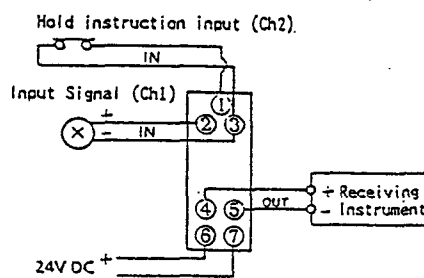 Hold instruction input (Ch2)
IN
Input Signal (Ch1)
+
- IN
① 
② ③
④ ⑤ OUT
+ Receiving
- Instrument
⑥ ⑦
24V DC +
-